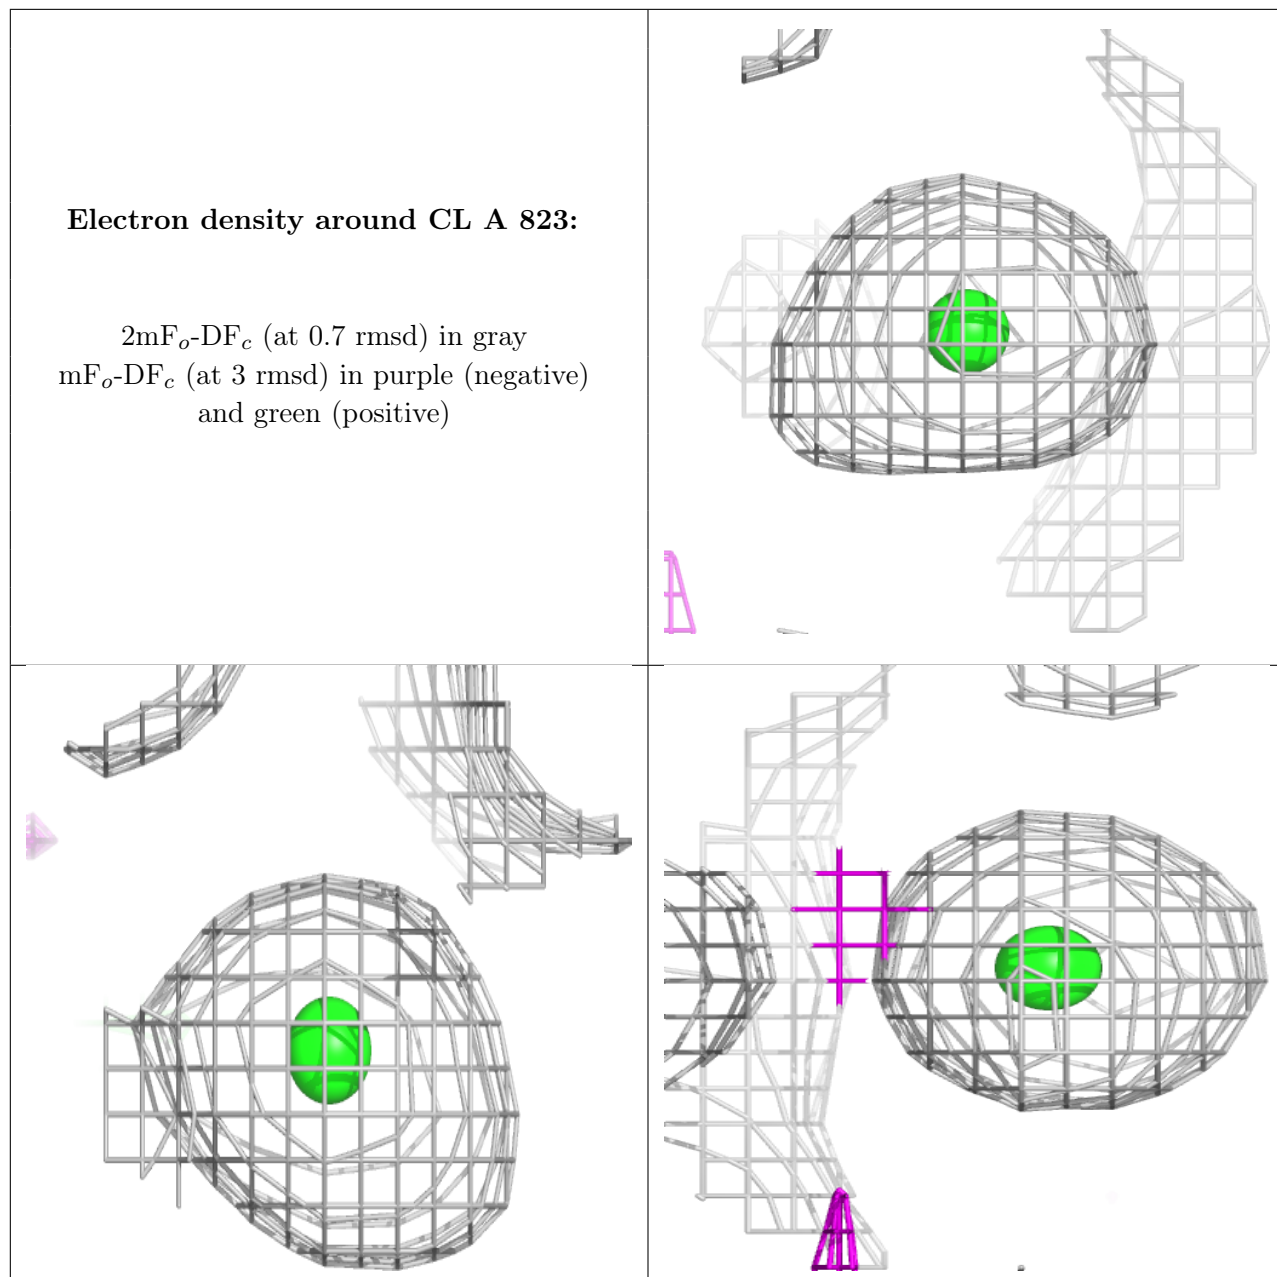 Electron density around CL A 823:
2mFₒ-DF𝒸 (at 0.7 rmsd) in gray
mFₒ-DF𝒸 (at 3 rmsd) in purple (negative)
and green (positive)